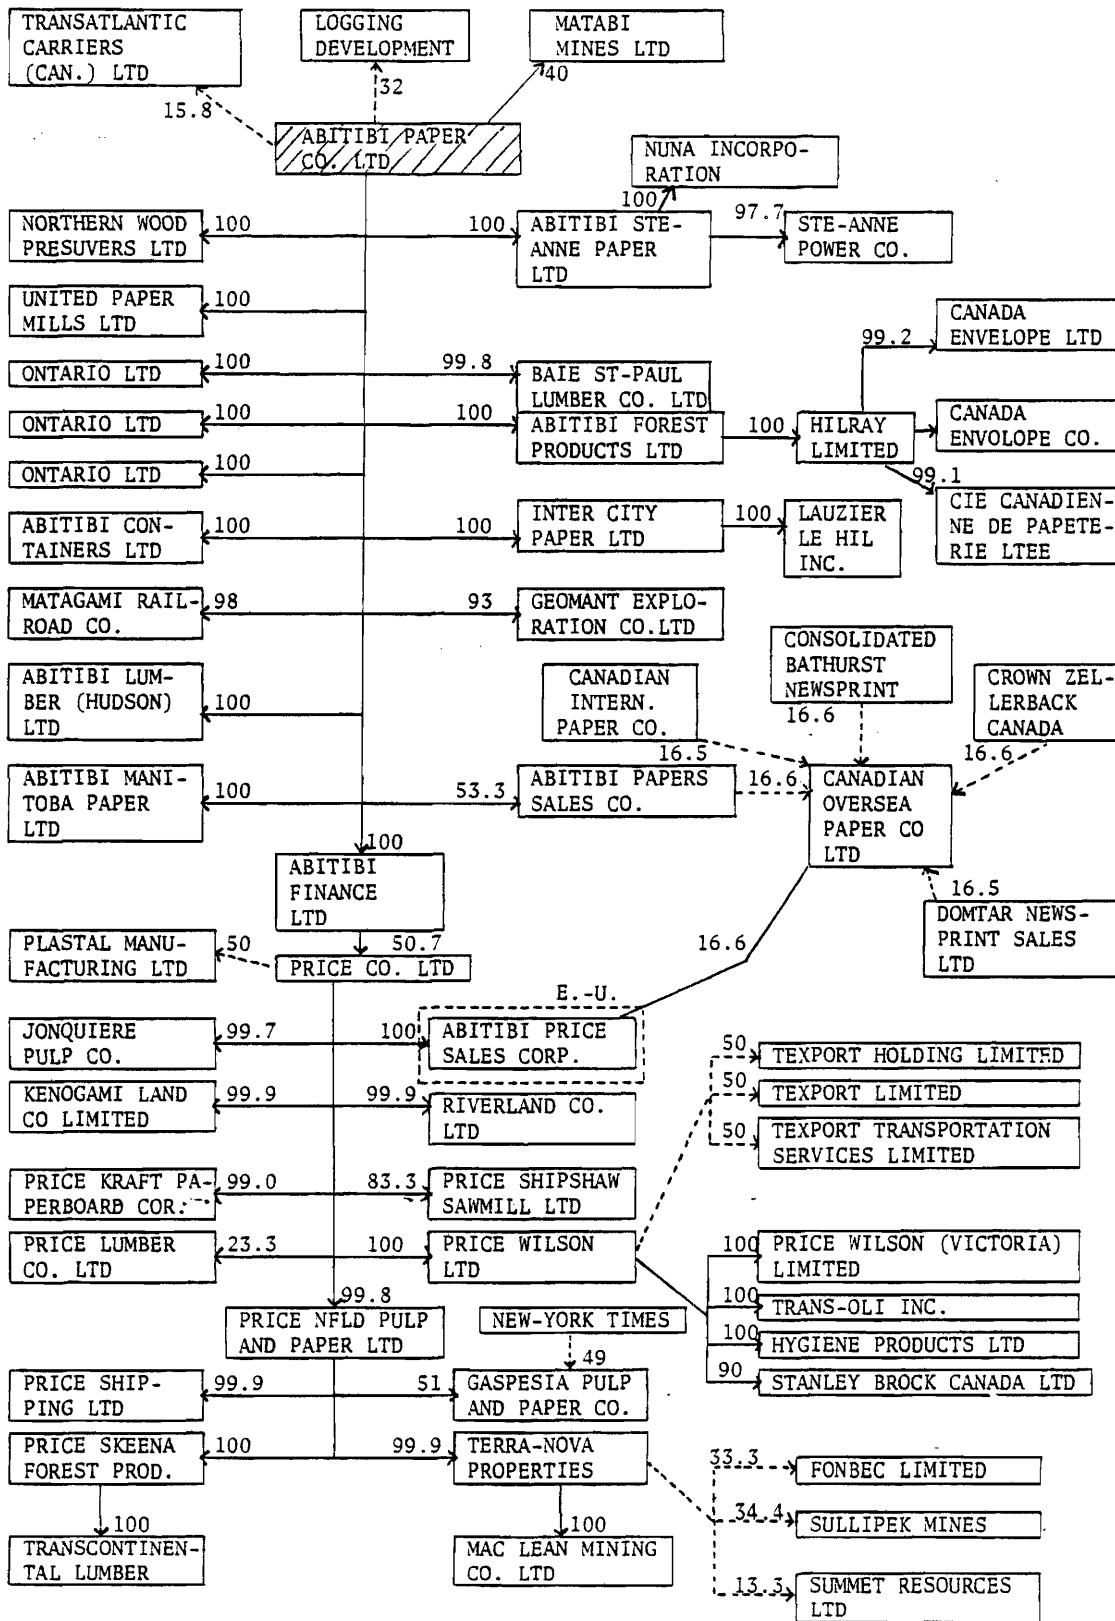 TRANSATLANTIC
CARRIERS
(CAN.) LTD
LOGGING
DEVELOPMENT
MATABI
MINES LTD
15.8
32
40
ABITIBI PAPER
CO. LTD
NUNA INCORPO-
RATION
100
NORTHERN WOOD
PRESUVERS LTD
100
100
ABITIBI STE-
ANNE PAPER
LTD
97.7
STE-ANNE
POWER CO.
UNITED PAPER
MILLS LTD
100
CANADA
ENVELOPE LTD
99.2
ONTARIO LTD
100
99.8
BAIE ST-PAUL
LUMBER CO. LTD
ONTARIO LTD
100
100
ABITIBI FOREST
PRODUCTS LTD
100
HILRAY
LIMITED
CANADA
ENVOLOPE CO.
ONTARIO LTD
100
99.1
CIE CANADIEN-
NE DE PAPETE-
RIE LTEE
ABITIBI CON-
TAINERS LTD
100
100
INTER CITY
PAPER LTD
100
LAUZIER
LE HIL
INC.
MATAGAMI RAIL-
ROAD CO.
98
93
GEOMANT EXPLO-
RATION CO.LTD
CONSOLIDATED
BATHURST
NEWSPRINT
16.6
ABITIBI LUM-
BER (HUDSON)
LTD
100
CANADIAN
INTERN.
PAPER CO.
16.5
CROWN ZEL-
LERBACK
CANADA
16.6
ABITIBI MANI-
TOBA PAPER
LTD
100
53.3
ABITIBI PAPERS
SALES CO.
16.6
CANADIAN
OVERSEA
PAPER CO
LTD
100
ABITIBI
FINANCE
LTD
16.5
DOMTAR NEWS-
PRINT SALES
LTD
PLASTAL MANU-
FACTURING LTD
50
50.7
PRICE CO. LTD
16.6
E.-U.
JONQUIERE
PULP CO.
99.7
100
ABITIBI PRICE
SALES CORP.
50
TEXPORT HOLDING LIMITED
KENOGAMI LAND
CO LIMITED
99.9
99.9
RIVERLAND CO.
LTD
50
TEXPORT LIMITED
50
TEXPORT TRANSPORTATION
SERVICES LIMITED
PRICE KRAFT PA-
PERBOARD COR.
99.0
83.3
PRICE SHIPSHAW
SAWMILL LTD
PRICE LUMBER
CO. LTD
23.3
100
PRICE WILSON
LTD
100
PRICE WILSON (VICTORIA)
LIMITED
100
TRANS-OLI INC.
99.8
PRICE NFLD PULP
AND PAPER LTD
NEW-YORK TIMES
100
HYGIENE PRODUCTS LTD
49
90
STANLEY BROCK CANADA LTD
PRICE SHIP-
PING LTD
99.9
51
GASPESIA PULP
AND PAPER CO.
PRICE SKEENA
FOREST PROD.
100
99.9
TERRA-NOVA
PROPERTIES
33.3
FONBEC LIMITED
34.4
SULLIPEK MINES
100
TRANSCONTINEN-
TAL LUMBER
100
MAC LEAN MINING
CO. LTD
13.3
SUMMET RESOURCES
LTD